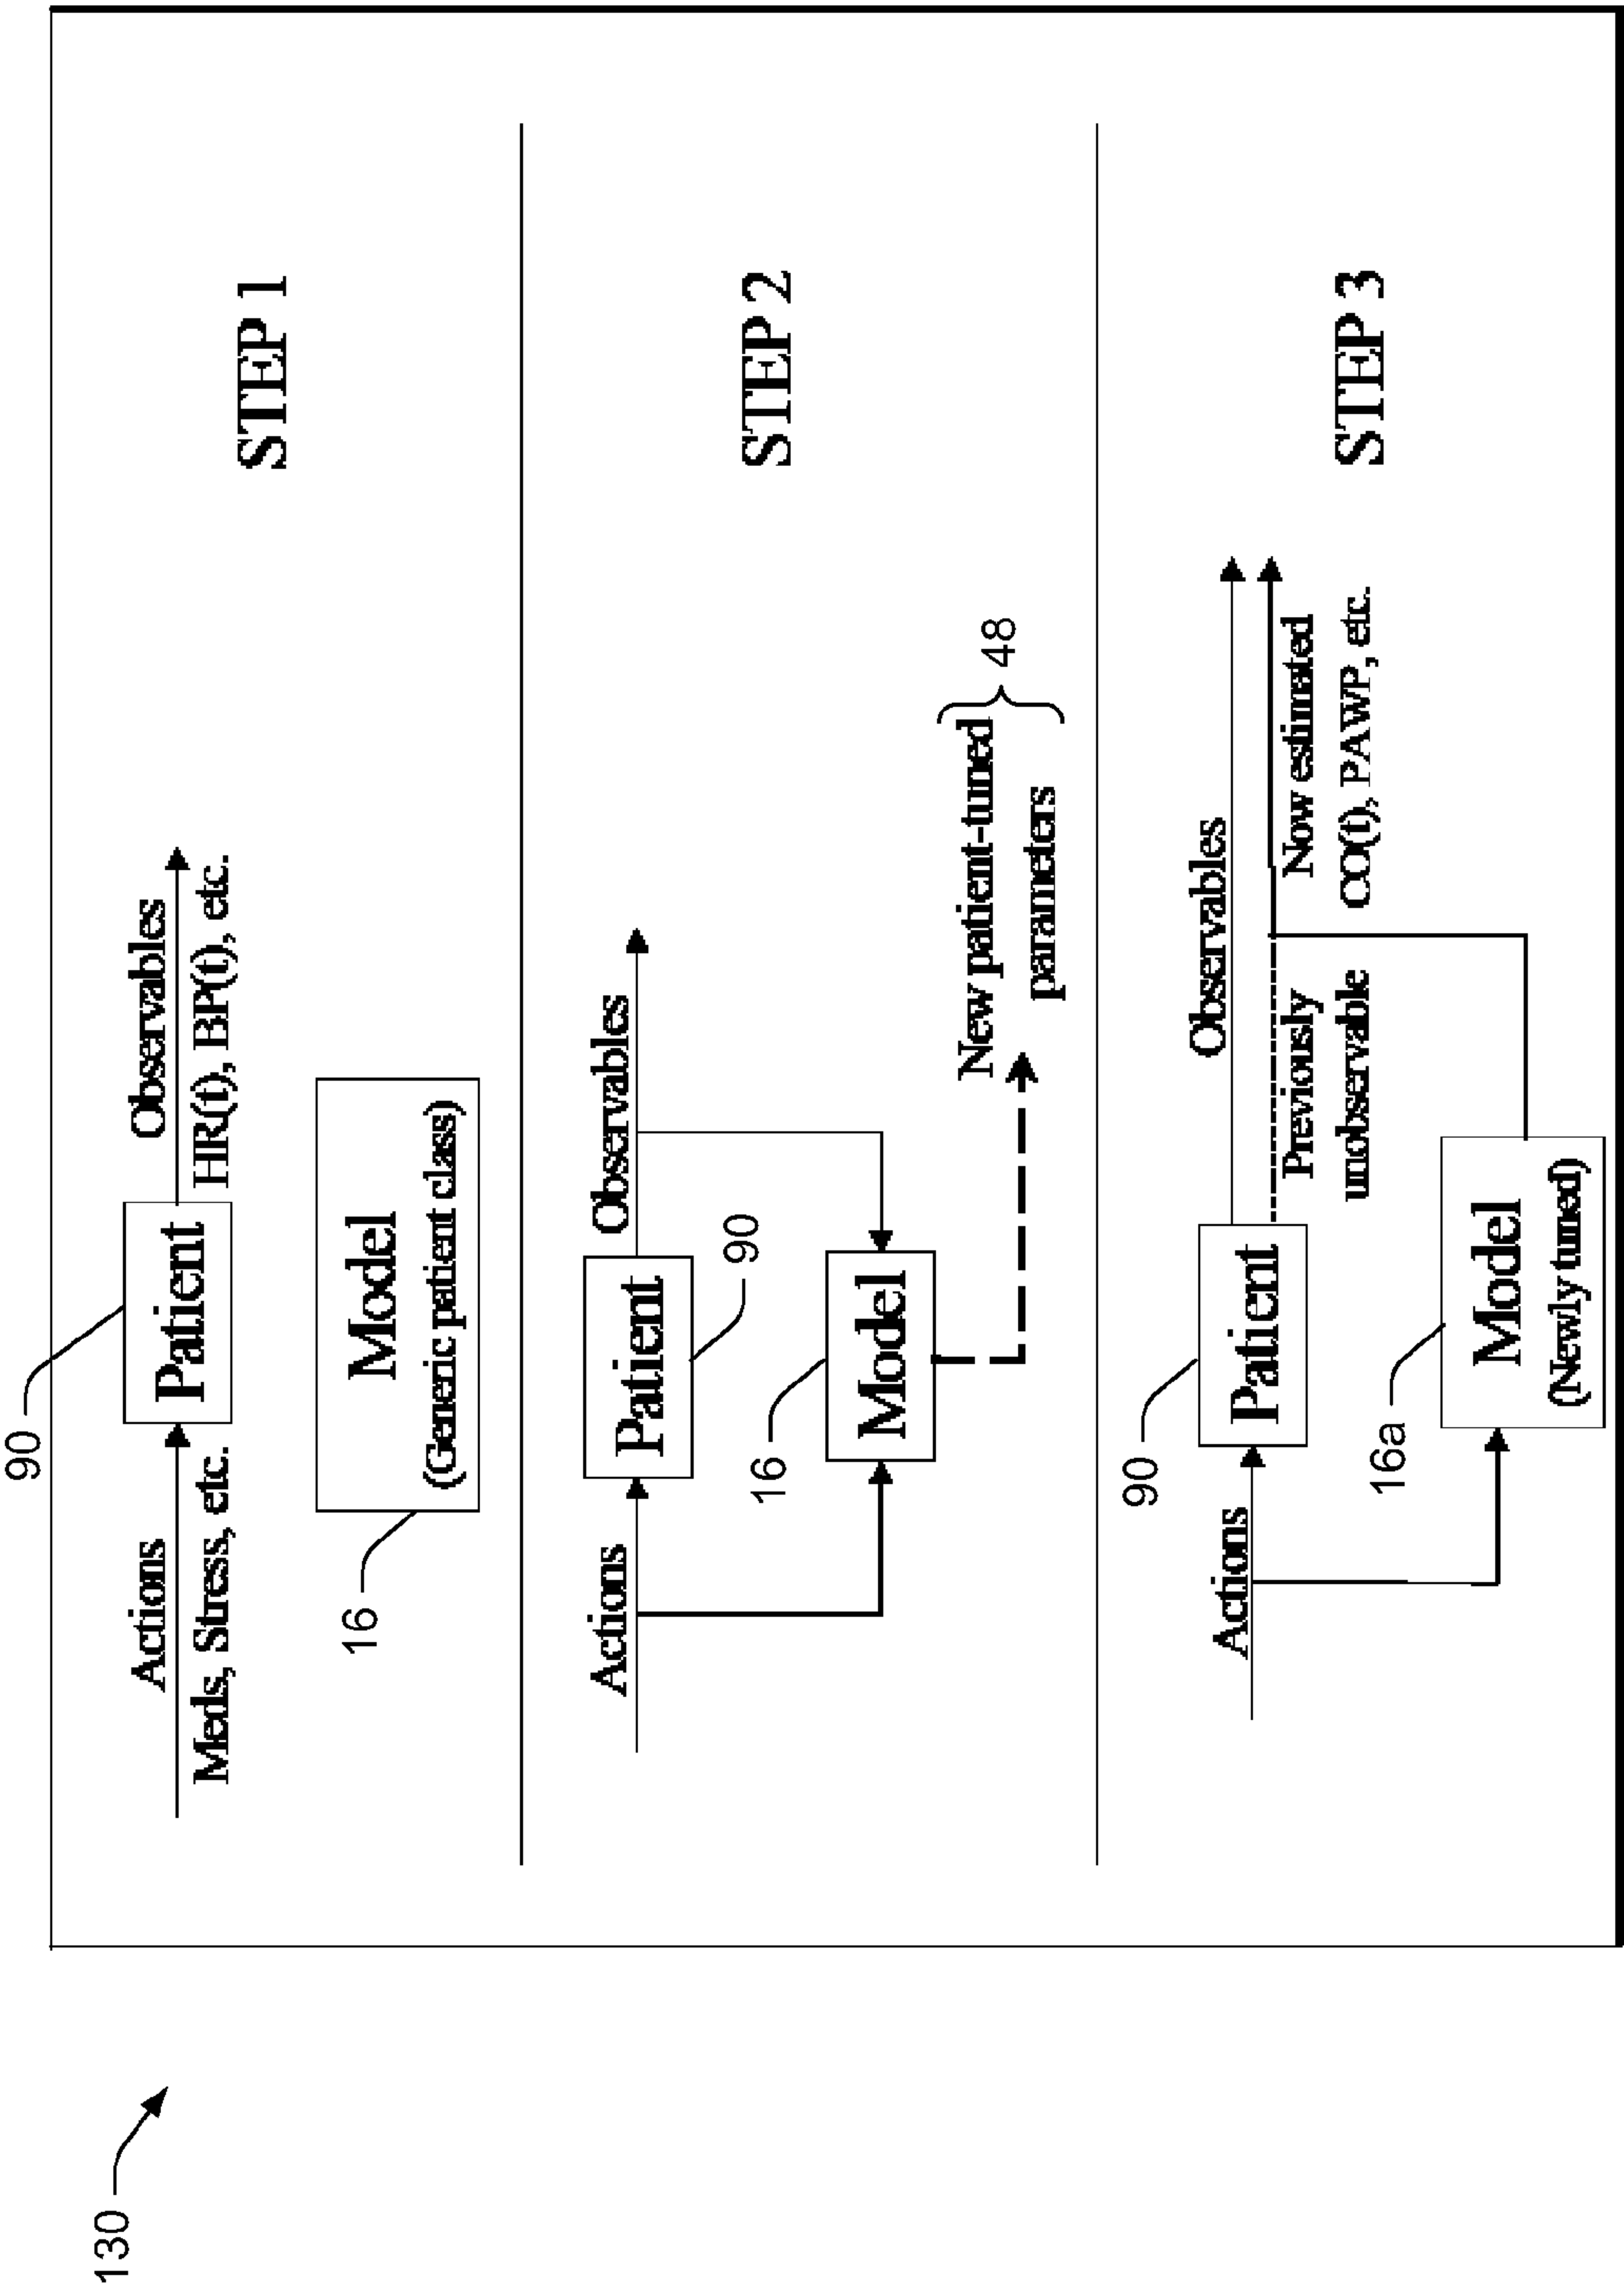 130
90
Actions
Meds, Stress, etc.
Patient
Observables
HR(t), BP(t), etc.
STEP 1
16
Model
(Generic patient class)
Actions
Patient
90
Observables
STEP 2
16
Model
New patient-tuned
parameters
48
90
Actions
Patient
Observables
Previously
unobservable
Now estimated
CO(t), PAWP, etc.
STEP 3
16a
Model
(Newly tuned)